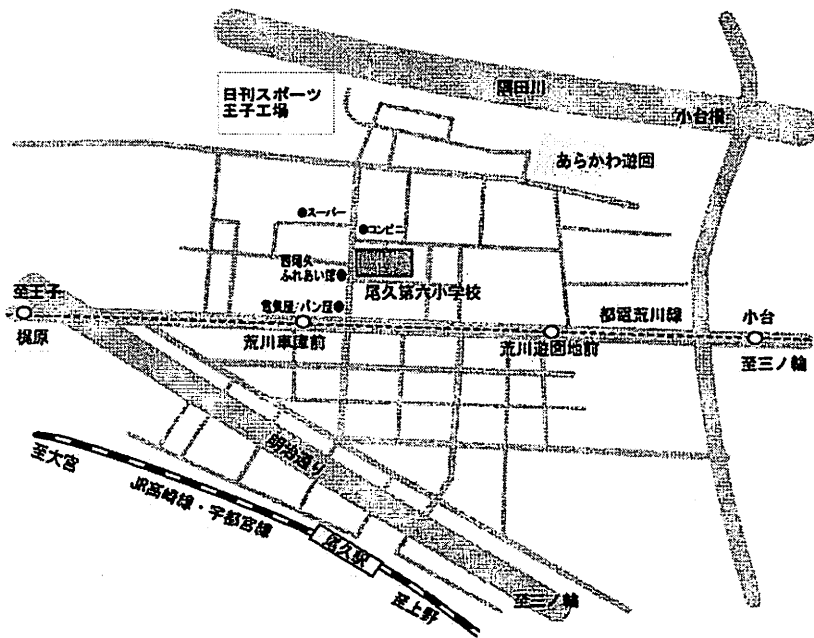 隅田川
日刊スポーツ
王子工場
小台橋
あらかわ遊園
●スーパー
●コンビニ
西尾久
ふれあい館●
尾久第六小学校
至王子
電気屋/パン屋●
都電荒川線
小台
梶原
荒川車庫前
荒川遊園地前
至三ノ輪
明治通り
至大宮
JR高崎線・宇都宮線
尾久駅
至三ノ輪
至上野